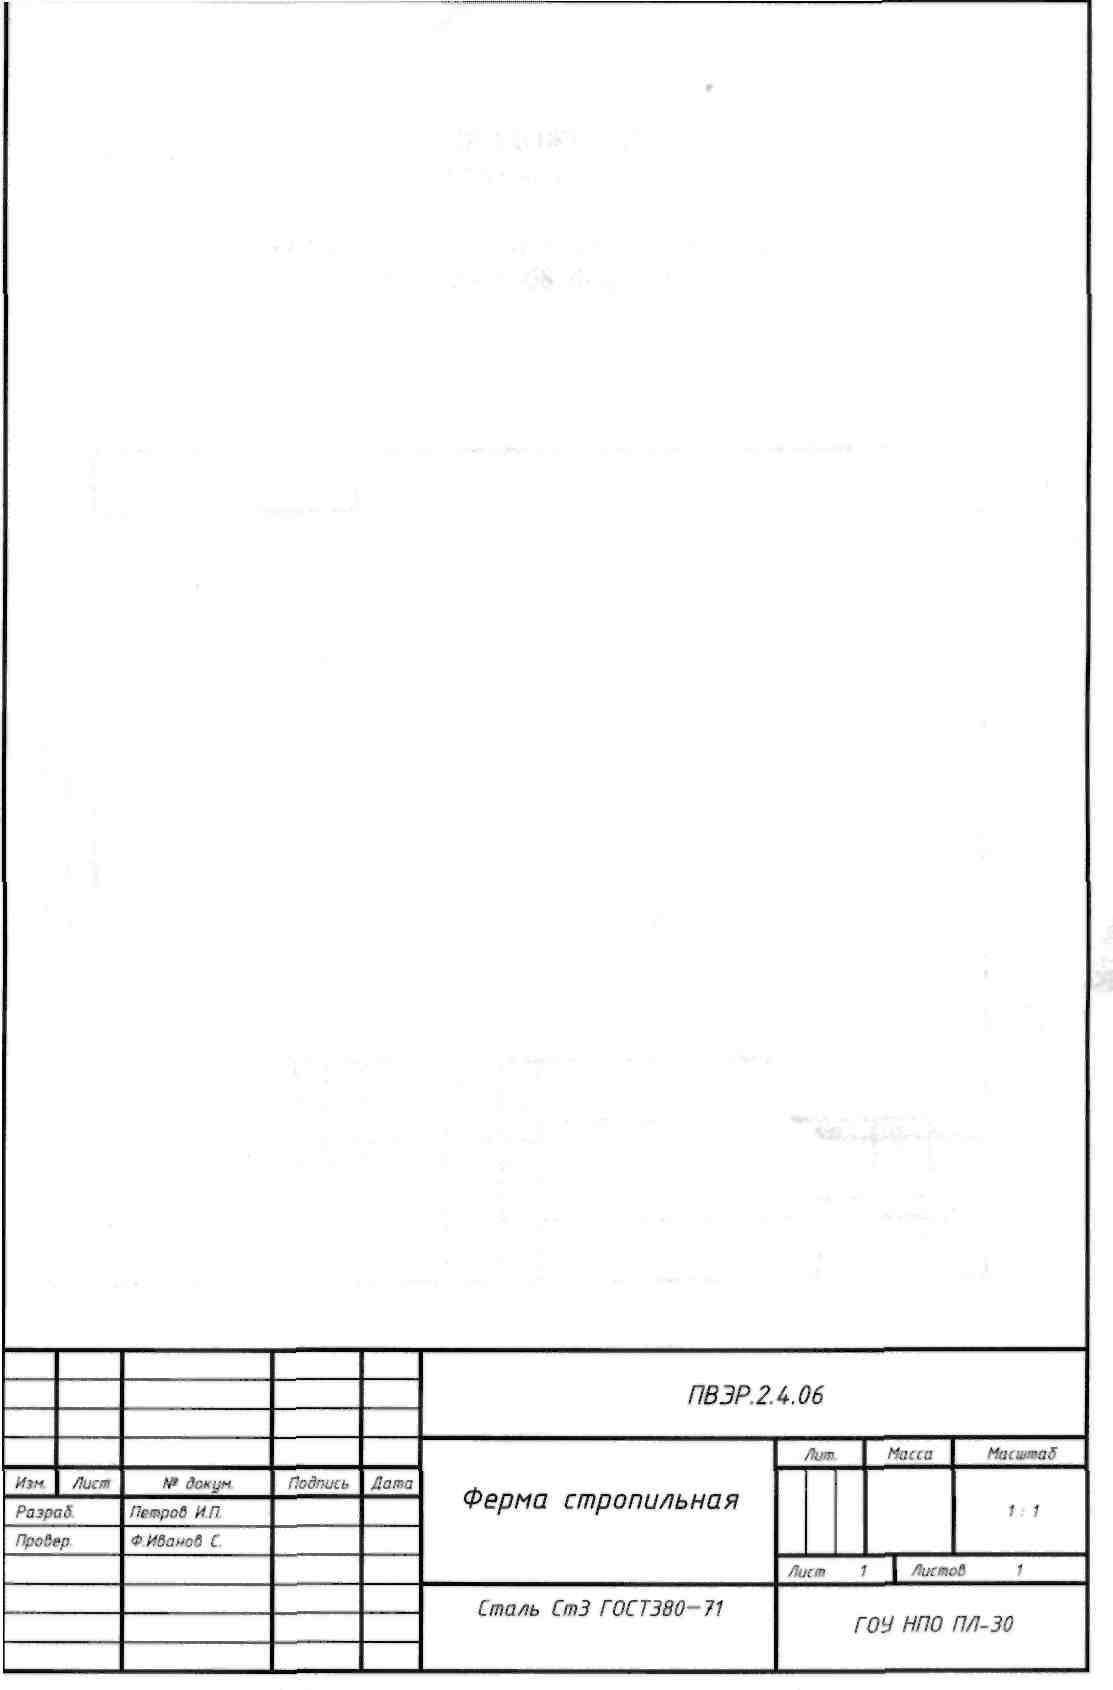 ПВЭР.2.4.06
Лит. Масса Масштаб
Изм. Лист № докум. Подпись Дата
Ферма стропильная
Разраб. Петров И.П.
1 : 1
Провер. Ф.Иванов С.
Лист 1 Листов 1
Сталь Ст3 ГОСТ380-71
ГОУ НПО ПЛ-30